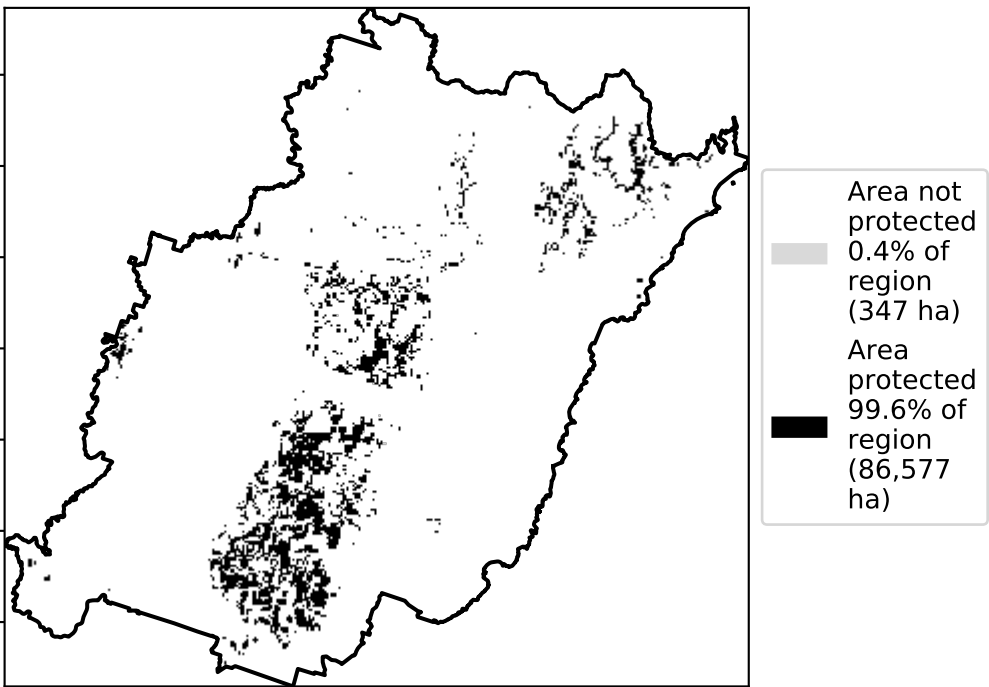 Area not
protected
0.4% of
region
(347 ha)
Area
protected
99.6% of
region
(86,577
ha)